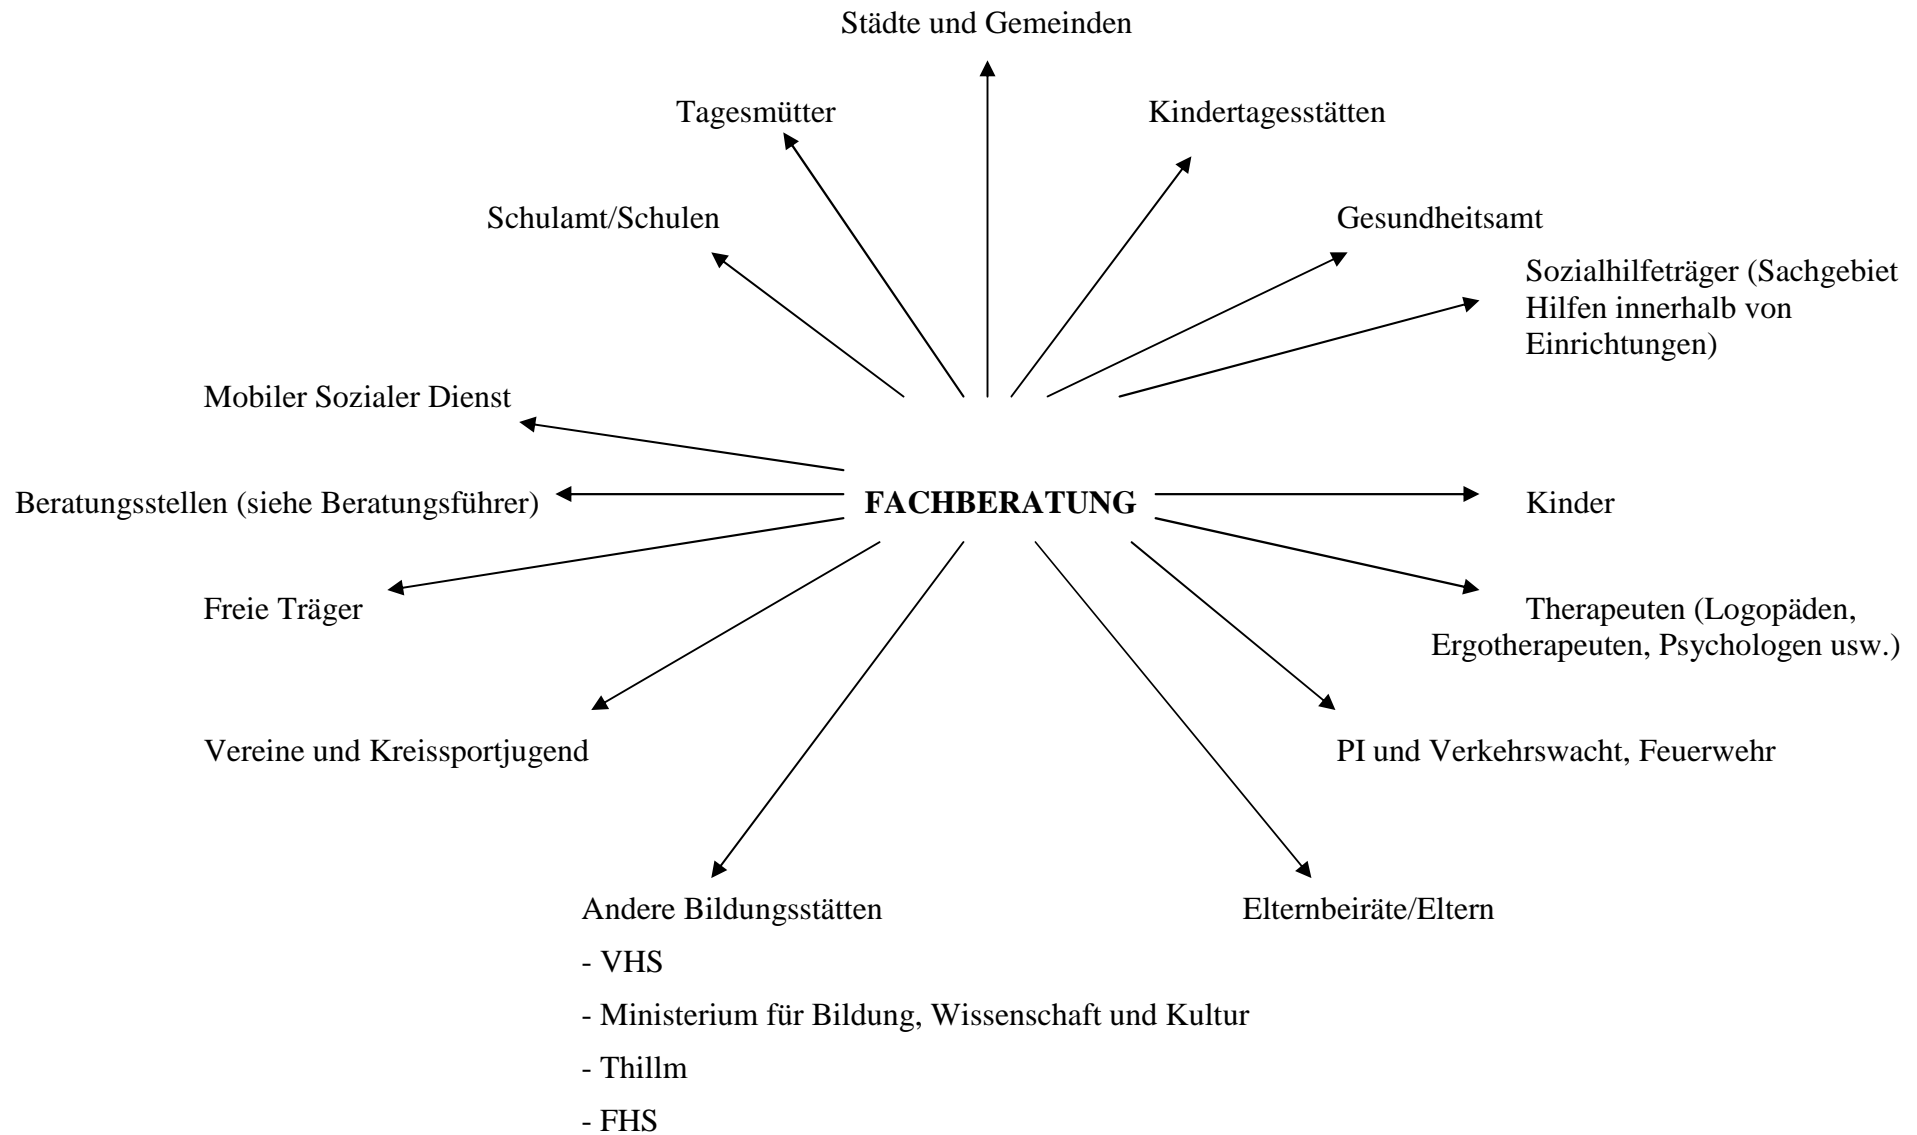 Städte und Gemeinden
Tagesmütter
Kindertagesstätten
Schulamt/Schulen
Gesundheitsamt
Sozialhilfeträger (Sachgebiet
Hilfen innerhalb von
Einrichtungen)
Mobiler Sozialer Dienst
Beratungsstellen (siehe Beratungsführer)
FACHBERATUNG
Kinder
Freie Träger
Therapeuten (Logopäden,
Ergotherapeuten, Psychologen usw.)
Vereine und Kreissportjugend
PI und Verkehrswacht, Feuerwehr
Andere Bildungsstätten
- VHS
- Ministerium für Bildung, Wissenschaft und Kultur
- Thillm
- FHS
Elternbeiräte/Eltern